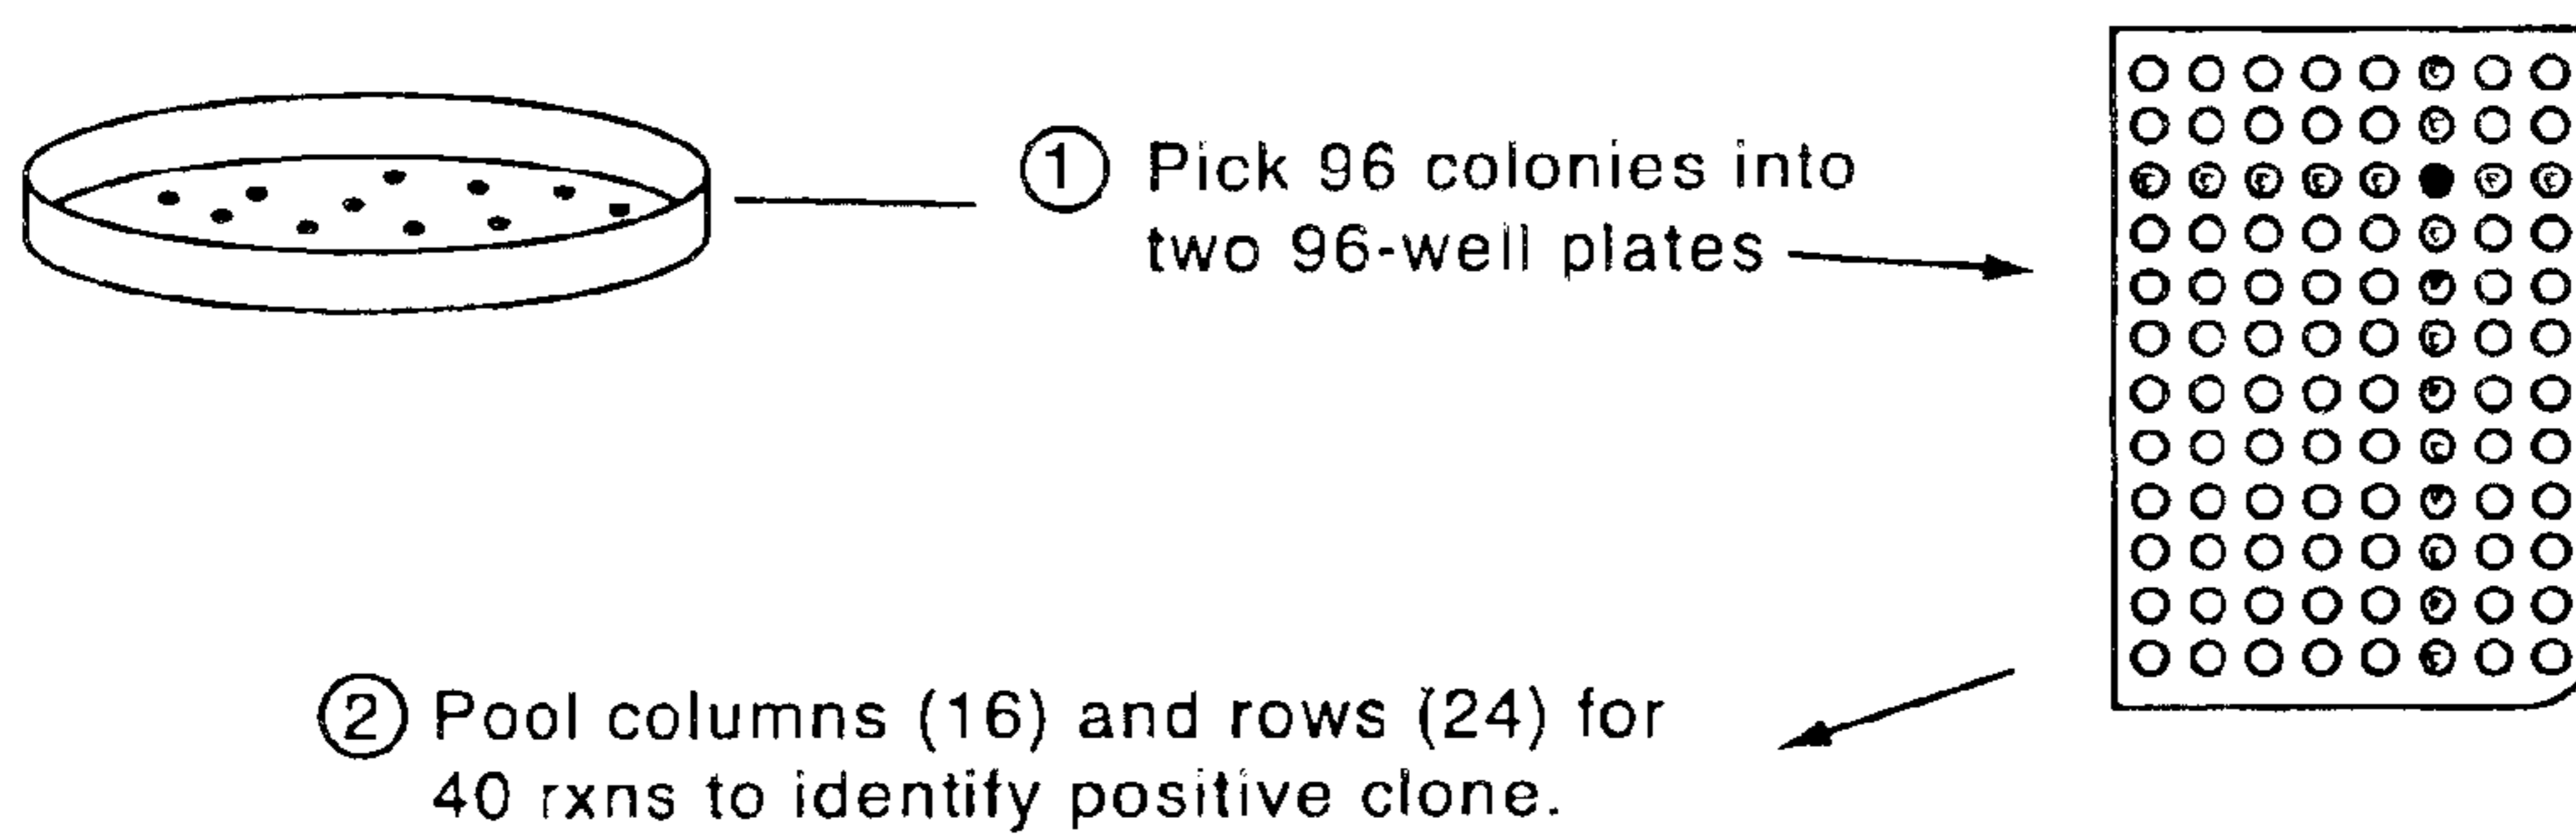 ① Pick 96 colonies into
two 96-well plates
② Pool columns (16) and rows (24) for
40 rxns to identify positive clone.